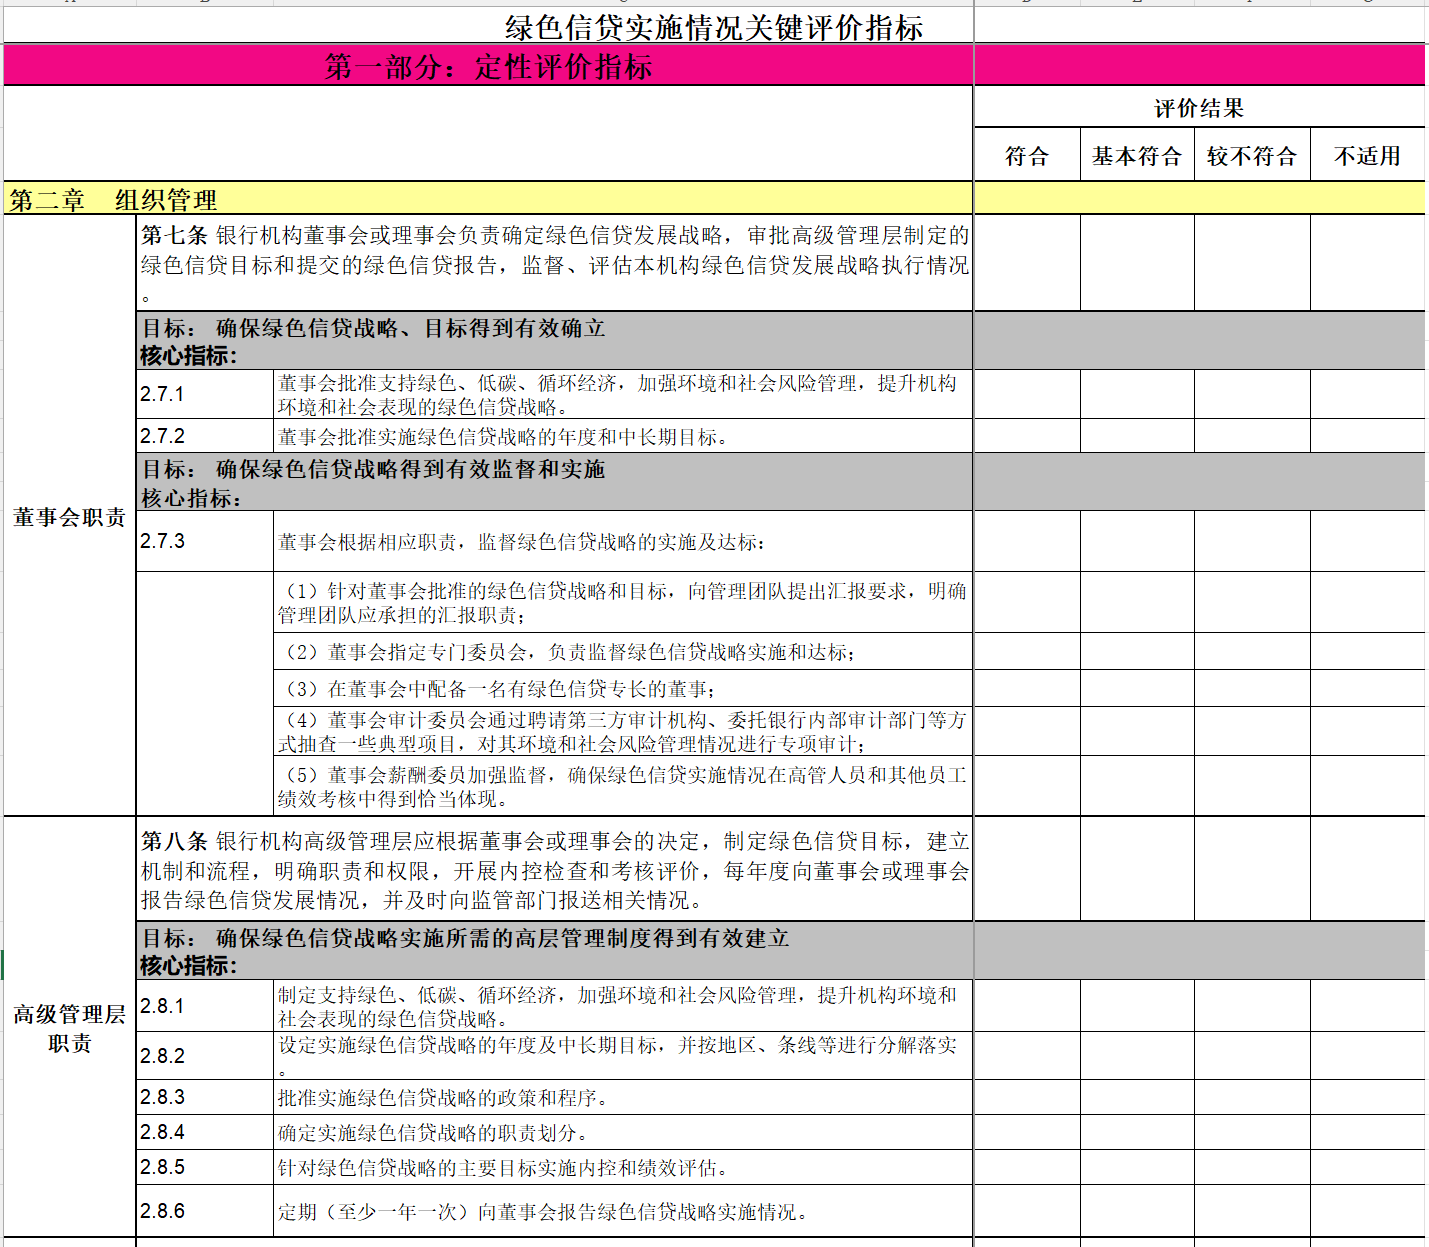 绿色信贷实施情况关键评价指标
第一部分：定性评价指标
评价结果
符合
基本符合
较不符合
不适用
第二章　组织管理
董事会职责
第七条 银行机构董事会或理事会负责确定绿色信贷发展战略，审批高级管理层制定的
绿色信贷目标和提交的绿色信贷报告，监督、评估本机构绿色信贷发展战略执行情况
。
目标： 确保绿色信贷战略、目标得到有效确立
核心指标：
2.7.1
董事会批准支持绿色、低碳、循环经济，加强环境和社会风险管理，提升机构
环境和社会表现的绿色信贷战略。
2.7.2
董事会批准实施绿色信贷战略的年度和中长期目标。
目标： 确保绿色信贷战略得到有效监督和实施
核心指标：
2.7.3
董事会根据相应职责，监督绿色信贷战略的实施及达标：
（1）针对董事会批准的绿色信贷战略和目标，向管理团队提出汇报要求，明确
管理团队应承担的汇报职责；
（2）董事会指定专门委员会，负责监督绿色信贷战略实施和达标；
（3）在董事会中配备一名有绿色信贷专长的董事；
（4）董事会审计委员会通过聘请第三方审计机构、委托银行内部审计部门等方
式抽查一些典型项目，对其环境和社会风险管理情况进行专项审计；
（5）董事会薪酬委员加强监督，确保绿色信贷实施情况在高管人员和其他员工
绩效考核中得到恰当体现。
高级管理层
职责
第八条 银行机构高级管理层应根据董事会或理事会的决定，制定绿色信贷目标，建立
机制和流程，明确职责和权限，开展内控检查和考核评价，每年度向董事会或理事会
报告绿色信贷发展情况，并及时向监管部门报送相关情况。
目标： 确保绿色信贷战略实施所需的高层管理制度得到有效建立
核心指标：
2.8.1
制定支持绿色、低碳、循环经济，加强环境和社会风险管理，提升机构环境和
社会表现的绿色信贷战略。
2.8.2
设定实施绿色信贷战略的年度及中长期目标，并按地区、条线等进行分解落实
。
2.8.3
批准实施绿色信贷战略的政策和程序。
2.8.4
确定实施绿色信贷战略的职责划分。
2.8.5
针对绿色信贷战略的主要目标实施内控和绩效评估。
2.8.6
定期（至少一年一次）向董事会报告绿色信贷战略实施情况。